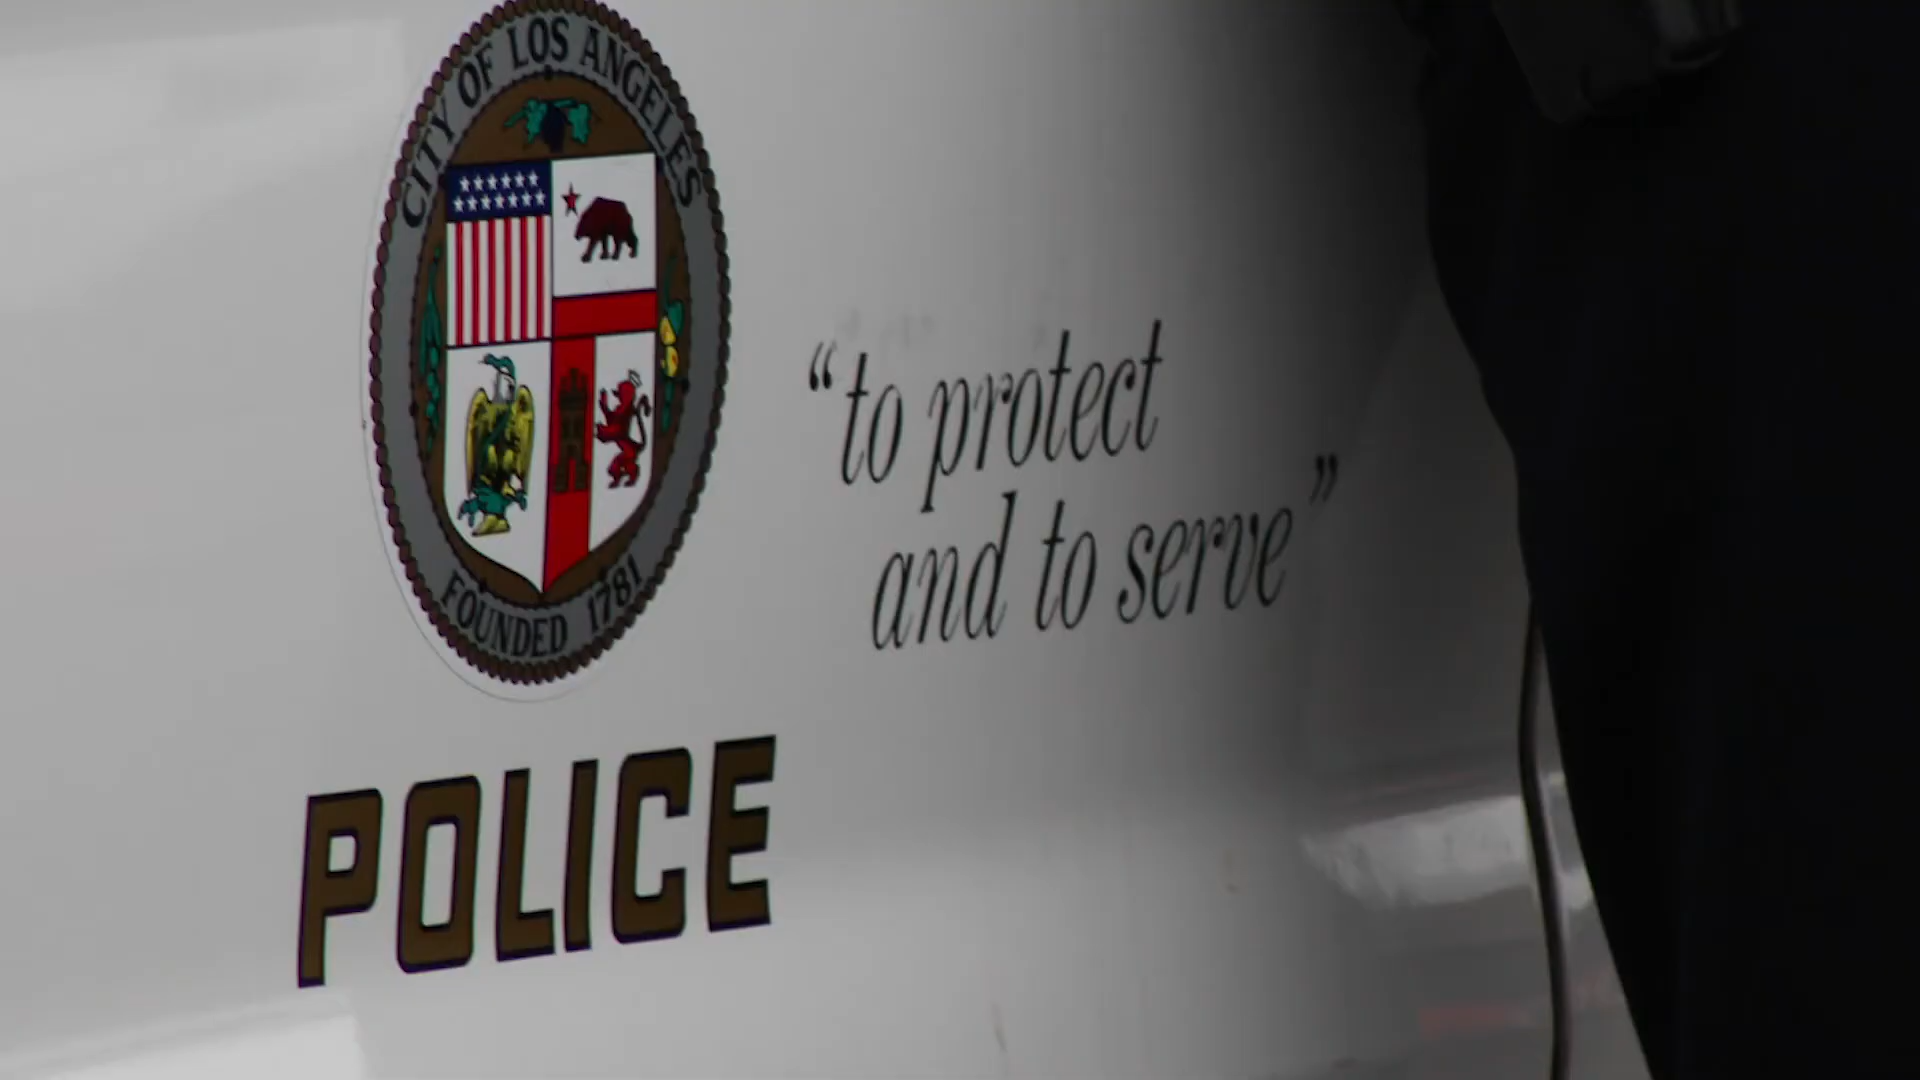 CITY OF LOS ANGELES
FOUNDED 1781
“to protect
and to serve”
POLICE